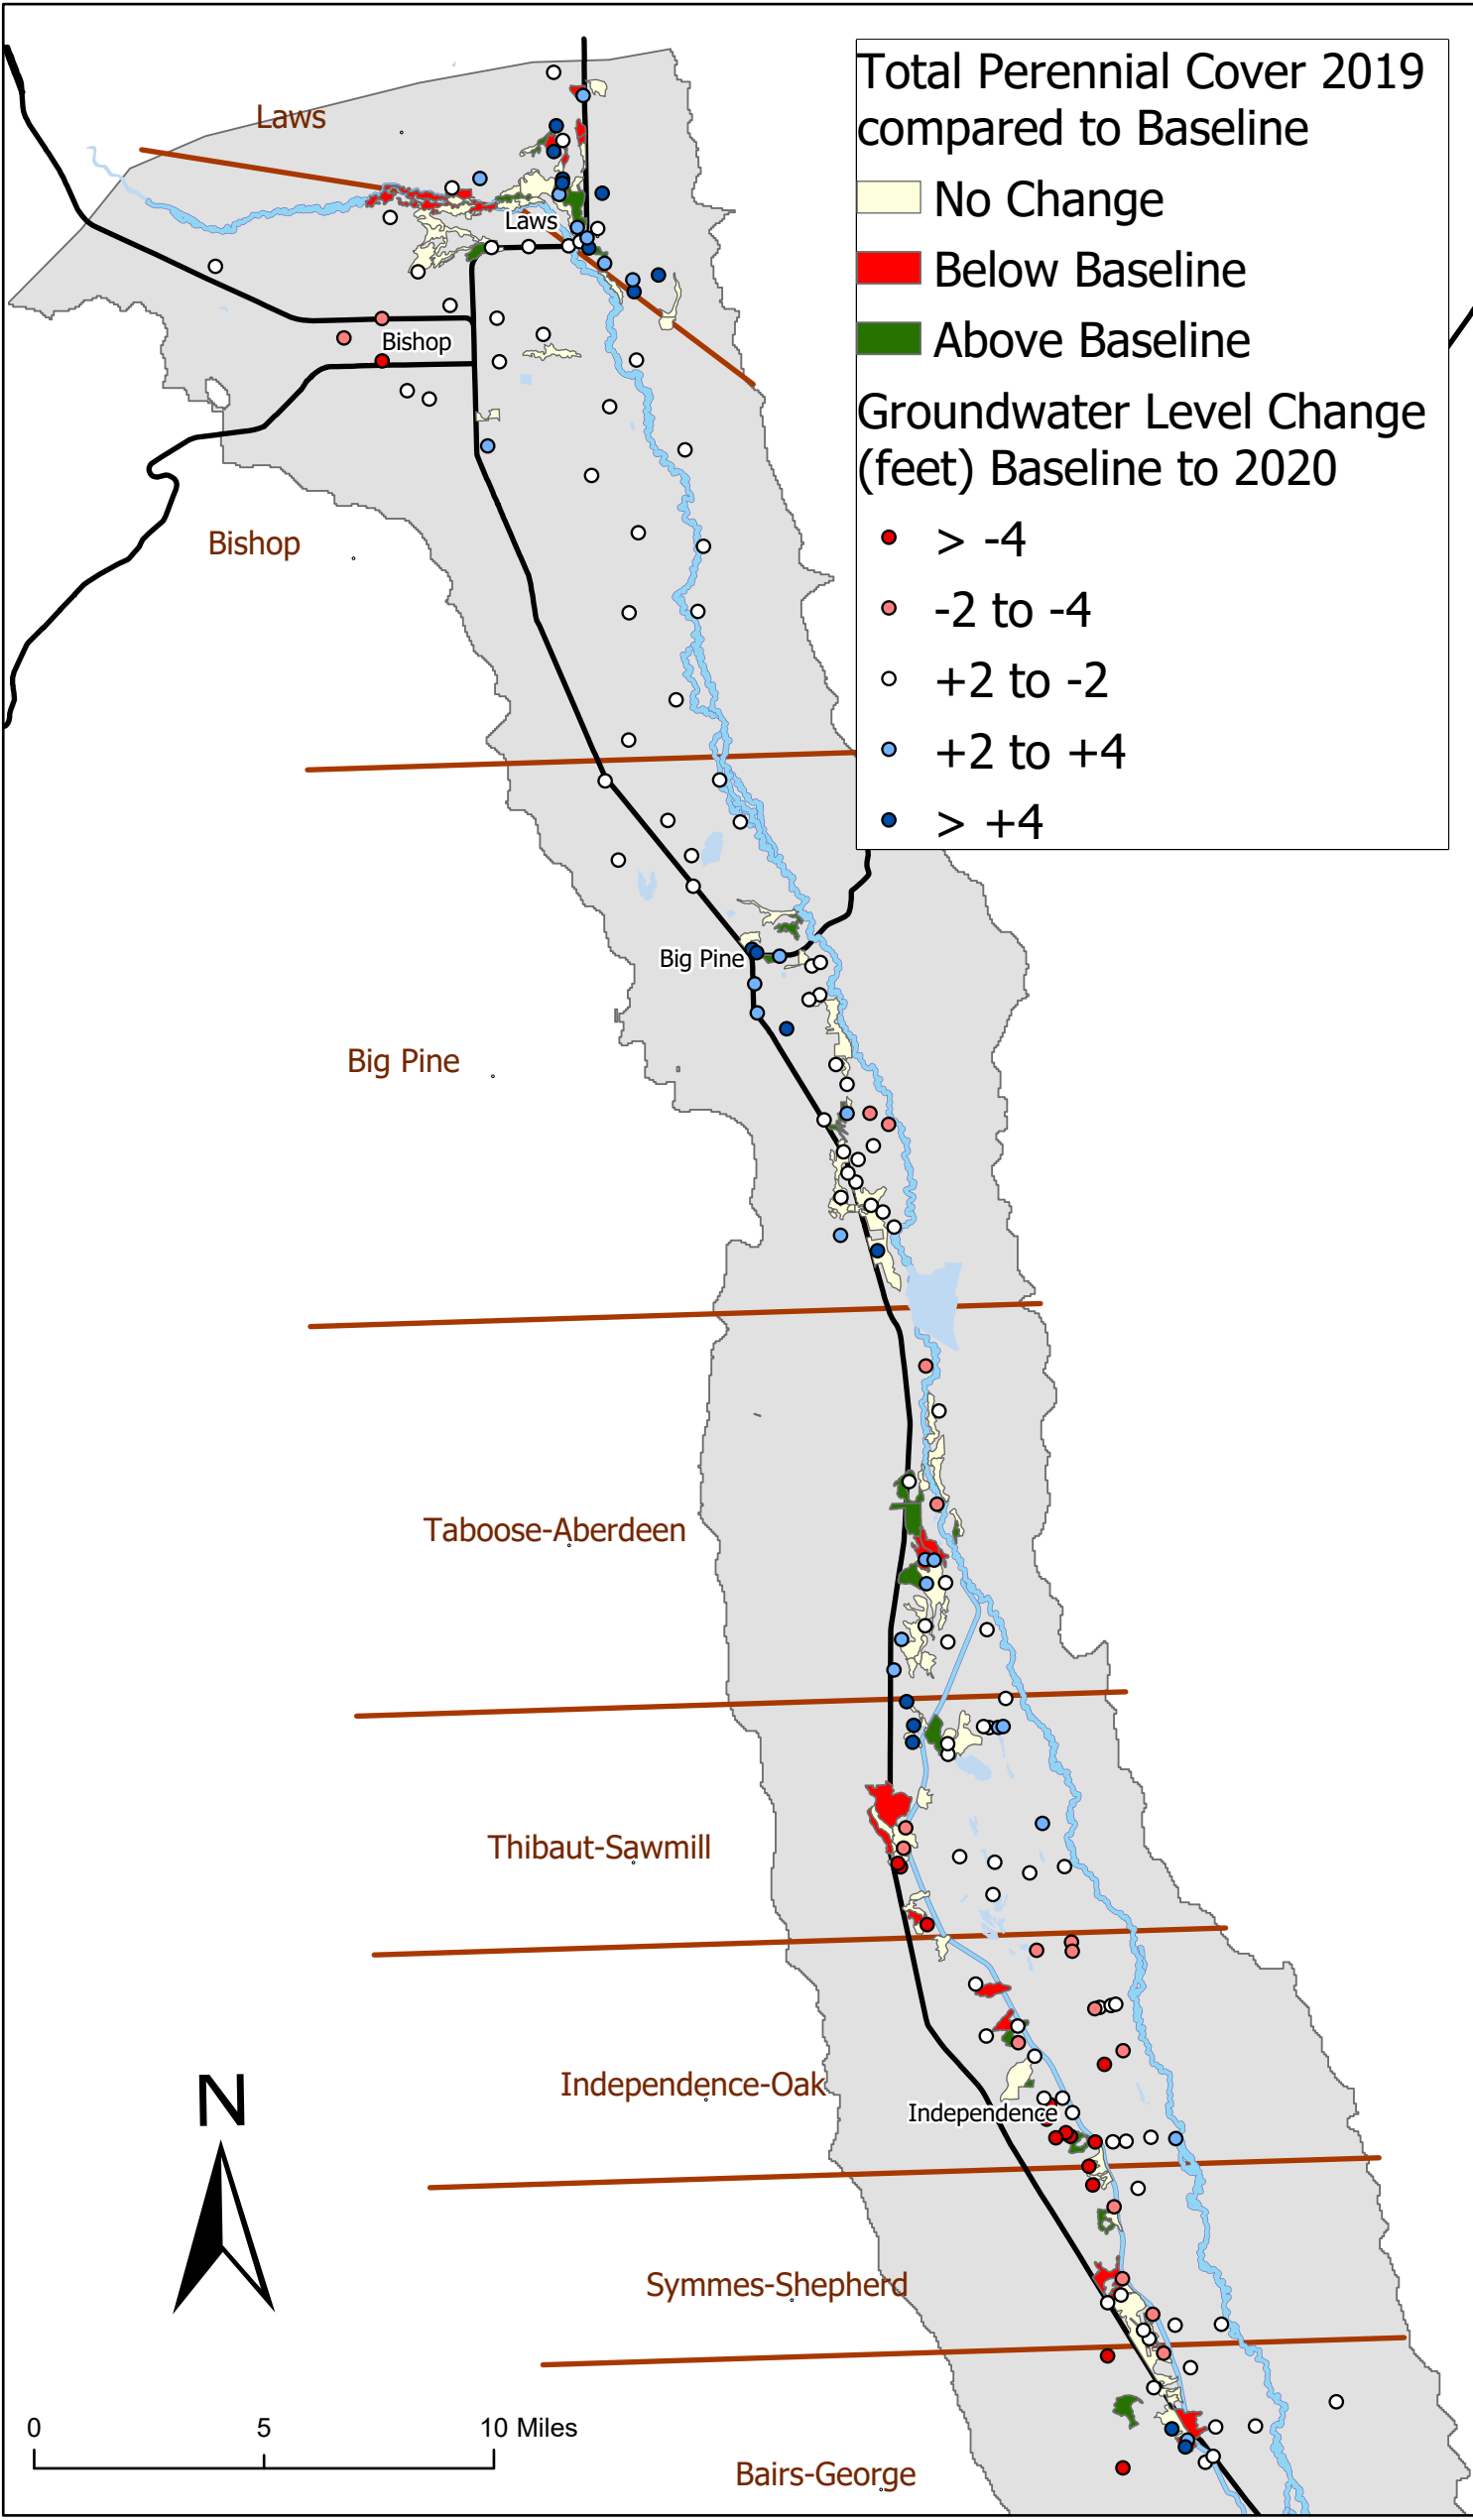 Total Perennial Cover 2019
compared to Baseline
No Change
Below Baseline
Above Baseline
Groundwater Level Change
(feet) Baseline to 2020
> -4
-2 to -4
+2 to -2
+2 to +4
> +4
Laws
Laws
Bishop
Bishop
Big Pine
Big Pine
Taboose-Aberdeen
Thibaut-Sawmill
Independence-Oak
Independence
Symmes-Shepherd
Bairs-George
N
0 5 10 Miles